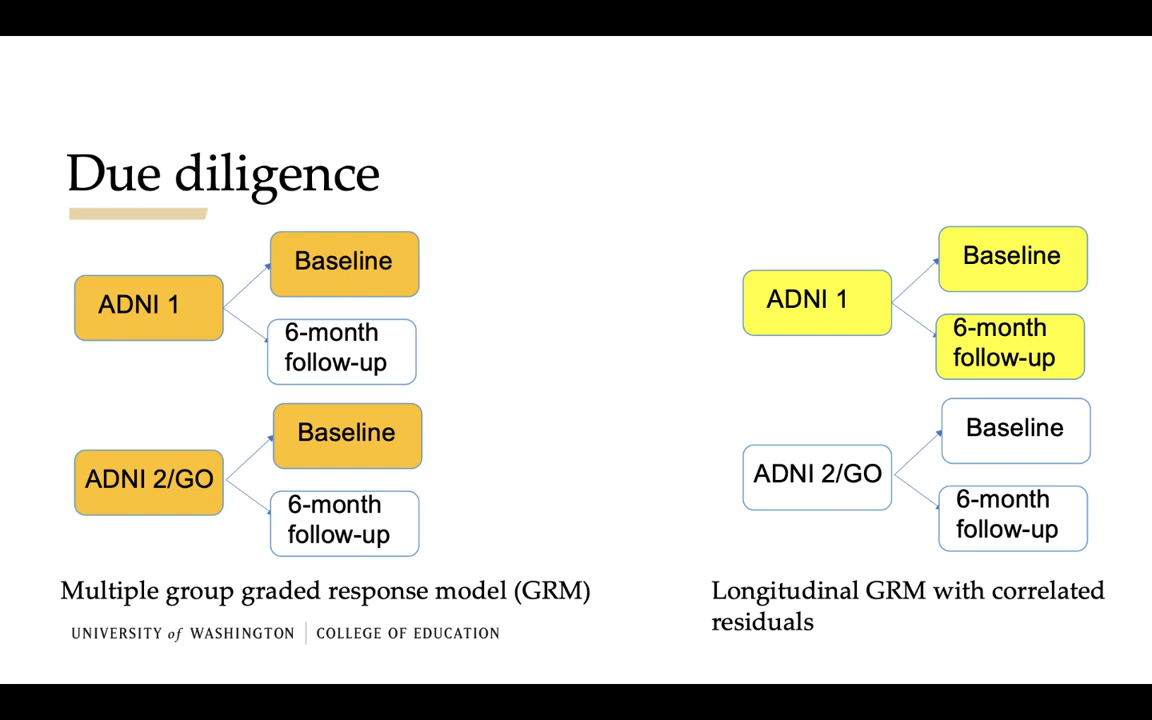 Due diligence
ADNI 1
Baseline
6-month
follow-up
ADNI 2/GO
Baseline
6-month
follow-up
Multiple group graded response model (GRM)
ADNI 1
Baseline
6-month
follow-up
ADNI 2/GO
Baseline
6-month
follow-up
Longitudinal GRM with correlated
residuals
UNIVERSITY of WASHINGTON | COLLEGE OF EDUCATION